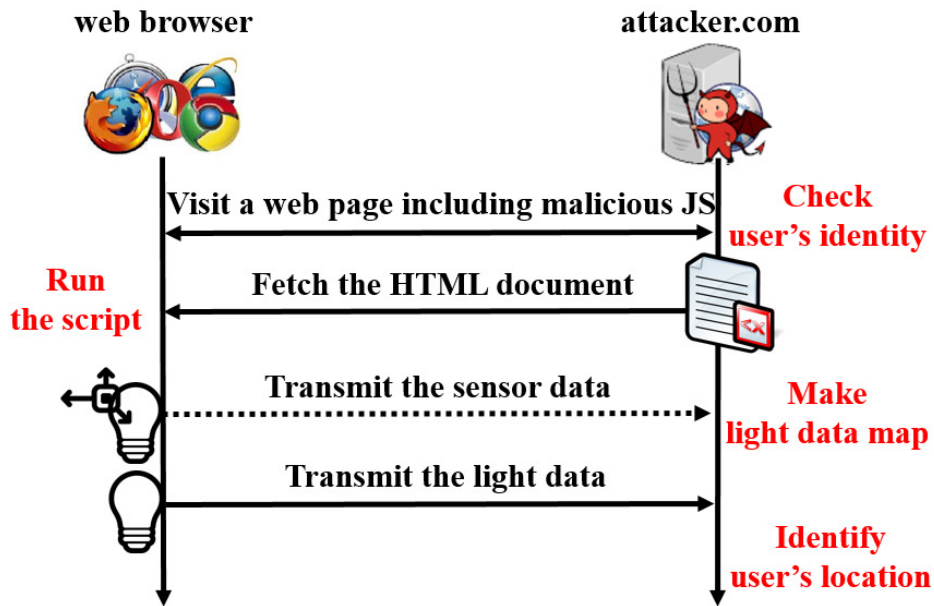 web browser
attacker.com
Visit a web page including malicious JS
Check
user's identity
Fetch the HTML document
Run
the script
Transmit the sensor data
Make
light data map
Transmit the light data
Identify
user's location